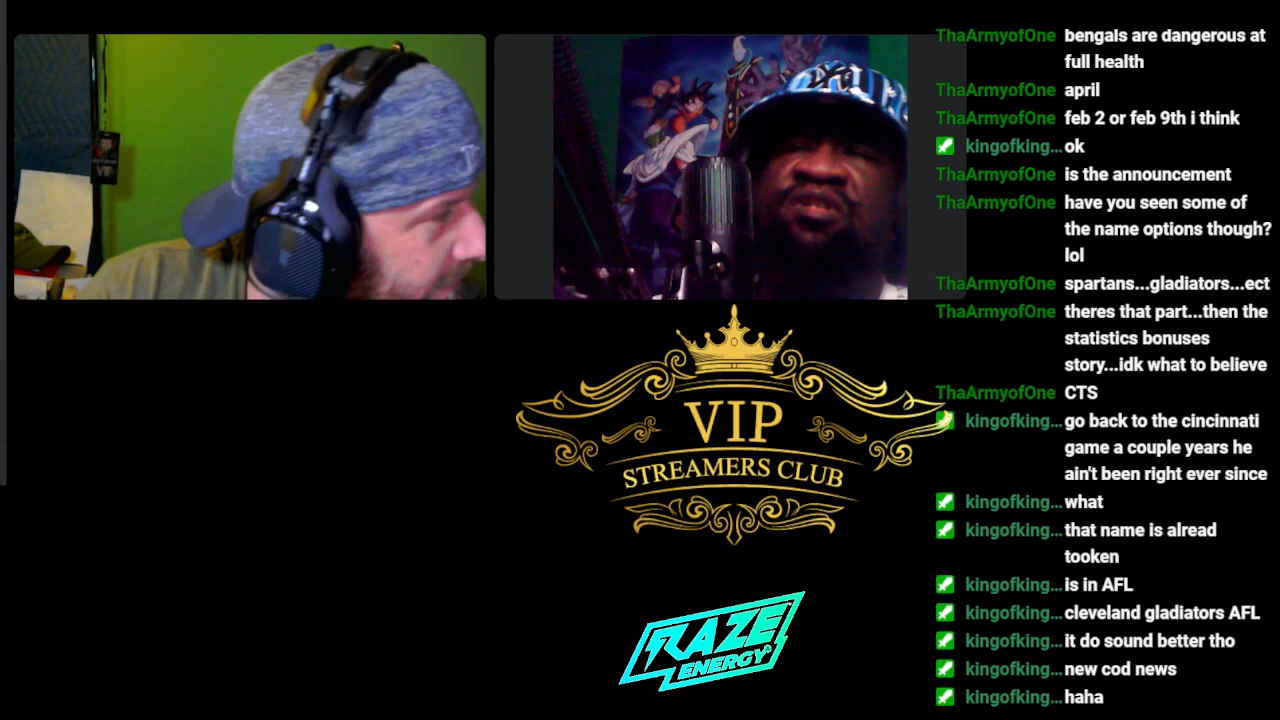 ThaArmyofOne bengals are dangerous at
full health
ThaArmyofOne april
ThaArmyofOne feb 2 or feb 9th i think
kingofking... ok
ThaArmyofOne is the announcement
ThaArmyofOne have you seen some of
the name options though?
lol
ThaArmyofOne spartans...gladiators...ect
ThaArmyofOne theres that part...then the
statistics bonuses
story...idk what to believe
ThaArmyofOne CTS
kingofking... go back to the cincinnati
game a couple years he
ain't been right ever since
kingofking... what
kingofking... that name is alread
tooken
kingofking... is in AFL
kingofking... cleveland gladiators AFL
kingofking... it do sound better tho
kingofking... new cod news
kingofking... haha
VIP
STREAMERS CLUB
RAZE
ENERGY